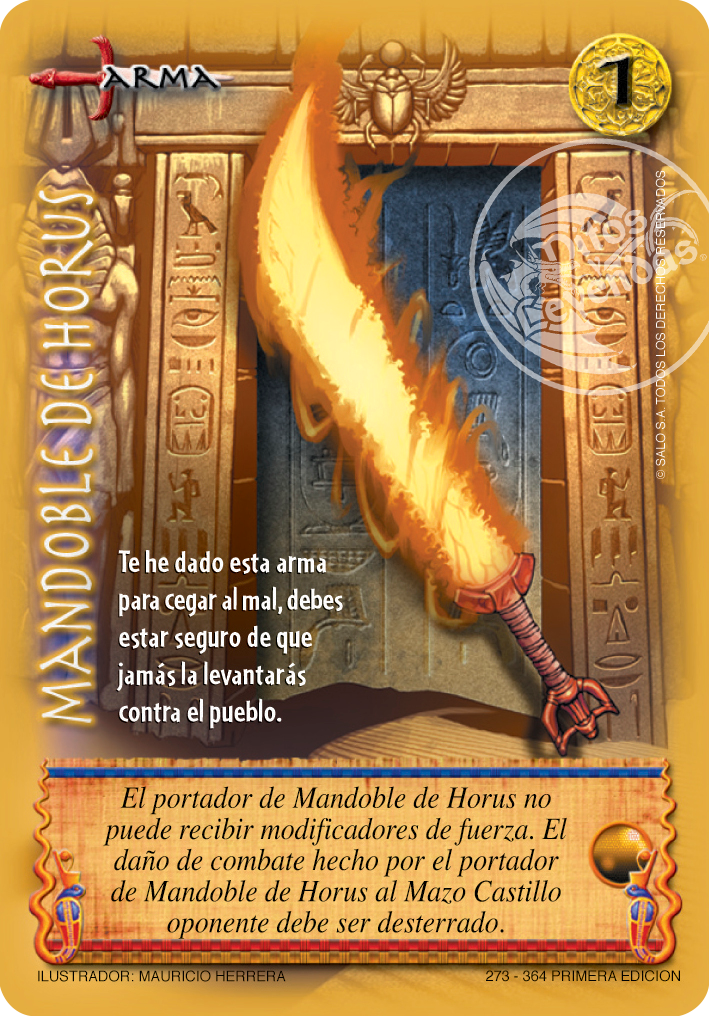 ARMA
1
MANDOBLE DE HORUS
Mitos
Leyendas
© SALO S.A. TODOS LOS DERECHOS RESERVADOS
Te he dado esta arma
para cegar al mal, debes
estar seguro de que
jamás la levantarás
contra el pueblo.
El portador de Mandoble de Horus no
puede recibir modificadores de fuerza. El
daño de combate hecho por el portador
de Mandoble de Horus al Mazo Castillo
oponente debe ser desterrado.
ILUSTRADOR: MAURICIO HERRERA
273 - 364 PRIMERA EDICION